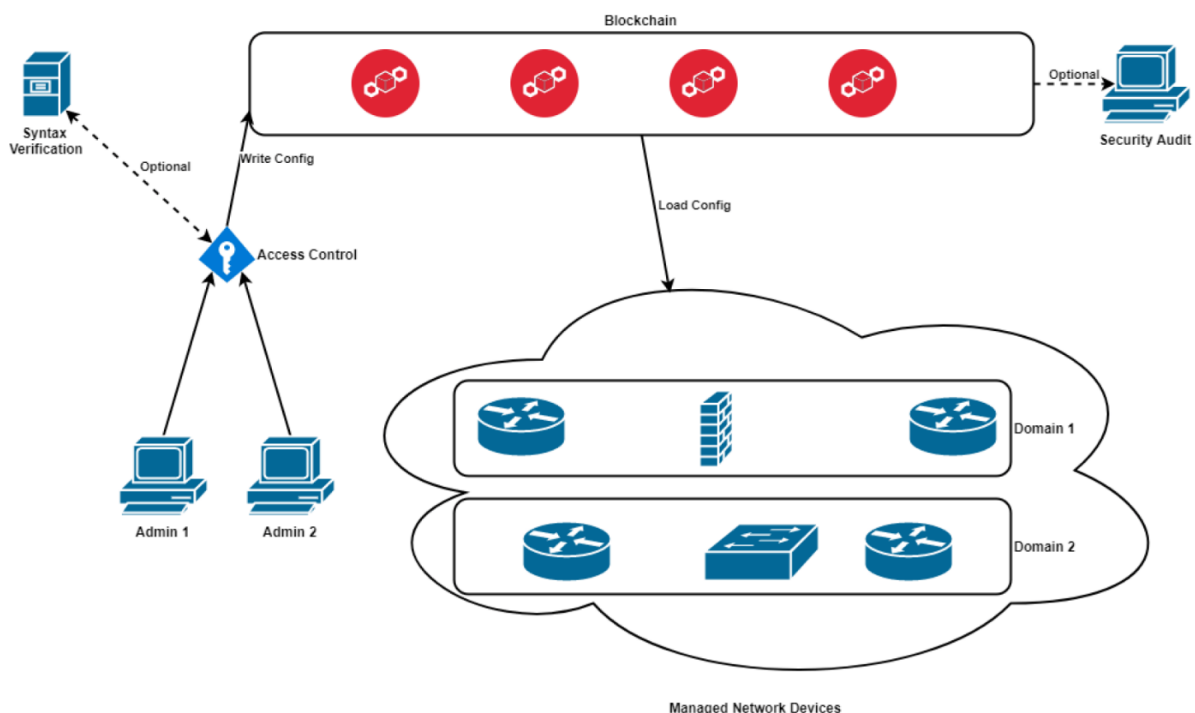 Blockchain
Optional
Syntax
Verification
Security Audit
Optional
Write Config
Load Config
Access Control
Domain 1
Admin 1
Admin 2
Domain 2
Managed Network Devices